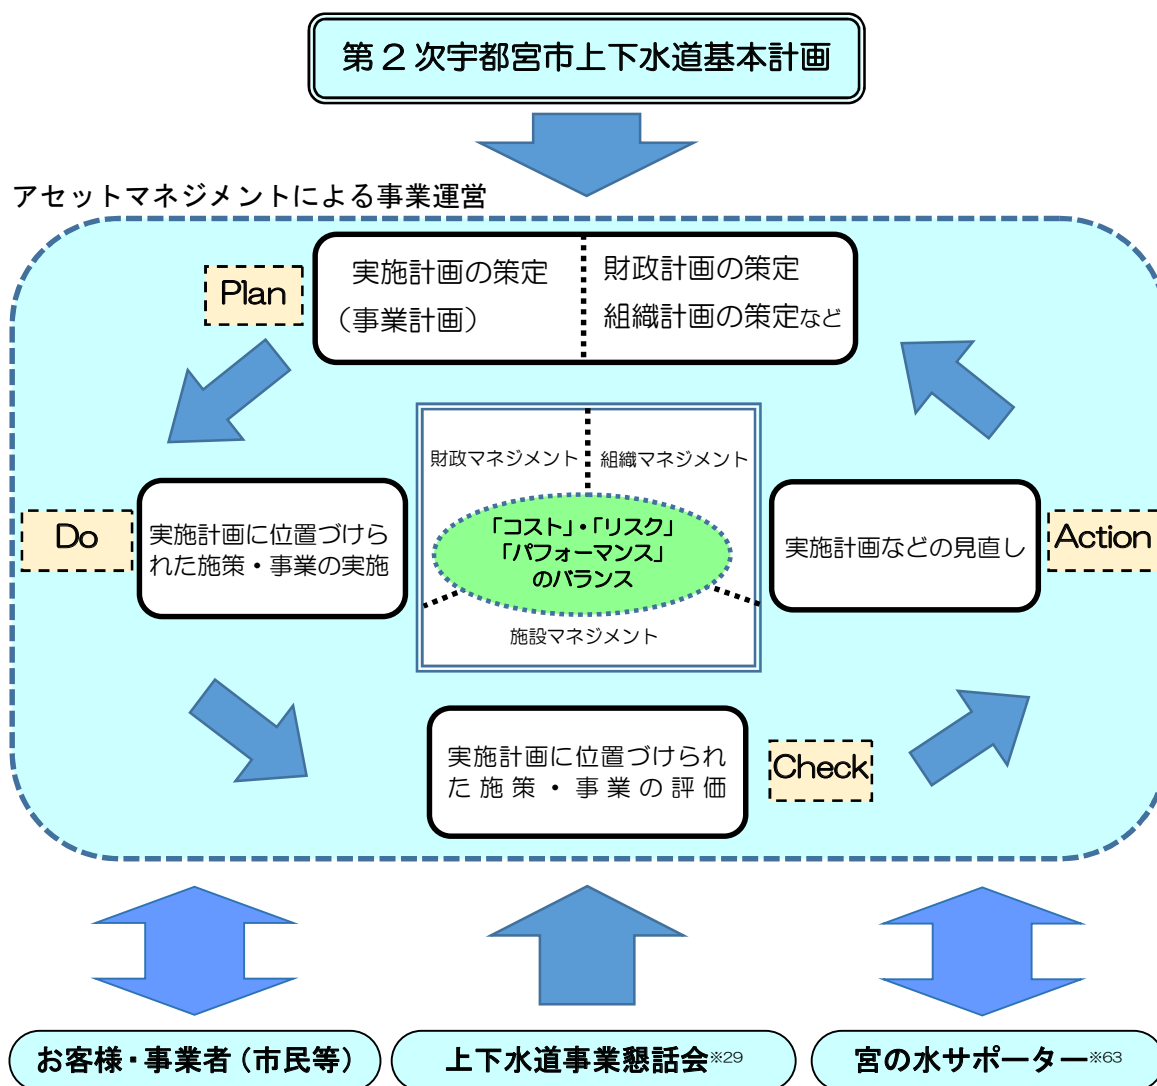 第2次宇都宮市上下水道基本計画
アセットマネジメントによる事業運営
Plan
実施計画の策定
（事業計画）
財政計画の策定
組織計画の策定など
財政マネジメント
組織マネジメント
「コスト」・「リスク」
「パフォーマンス」
のバランス
施設マネジメント
Do
実施計画に位置づけら
れた施策・事業の実施
実施計画などの見直し
Action
実施計画に位置づけられ
た施策・事業の評価
Check
お客様・事業者（市民等）
上下水道事業懇話会※29
宮の水サポーター※63